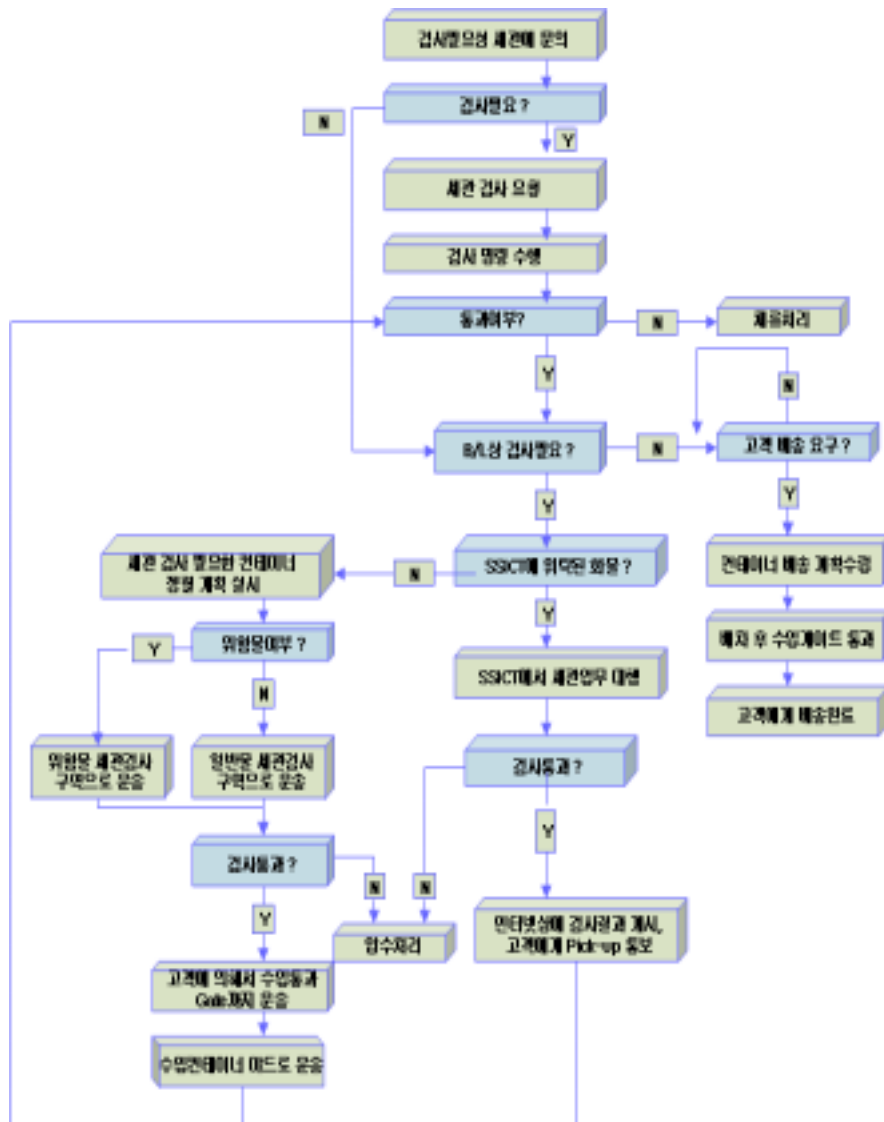 검사필요성 세관에 문의
검사필요 ?
N
Y
세관 검사 요청
검사 명령 수행
통과여부?
N
Y
B/L상 검사필요 ?
N
고객 배송 요구 ?
N
Y
Y
세관 검사 필요한 컨테이너
실시
N
SSICT에 위탁된 화물 ?
컨테이너 배송 계획수정
Y
위험물여부 ?
Y
배차 후 수입게이트 통과
N
SSICT에서 세관업무 대행
고객에게 배송완료
위험물 세관검사
구역으로 운송
일반물 세관검사
구역으로 운송
검사통과 ?
Y
검사통과 ?
N
N
Y
압수처리
인터넷상에 검사결과 게시,
고객에게 Pick-up 통보
고객에 의해서 수입통과
Gate까지 운송
수입컨테이너 야드로 운송